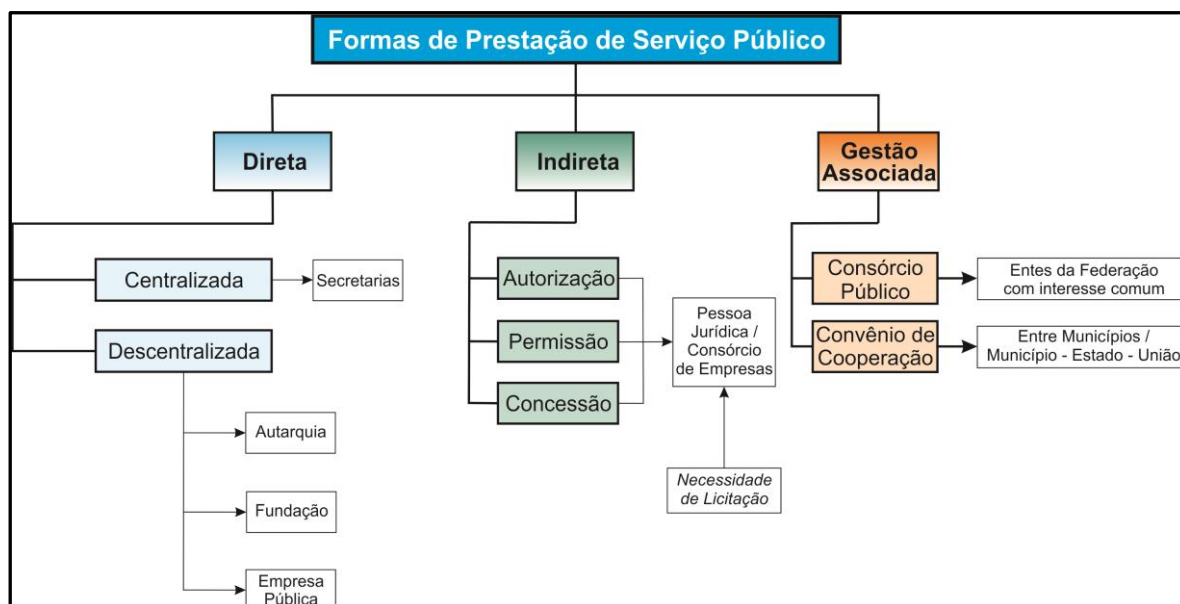 Formas de Prestação de Serviço Público
Direta
Indireta
Gestão
Associada
Centralizada
Secretarias
Descentralizada
Autarquia
Fundação
Empresa
Pública
Autorização
Permissão
Concessão
Pessoa
Jurídica /
Consórcio
de Empresas
Necessidade
de Licitação
Consórcio
Público
Entes da Federação
com interesse comum
Convênio de
Cooperação
Entre Municípios /
Município - Estado - União